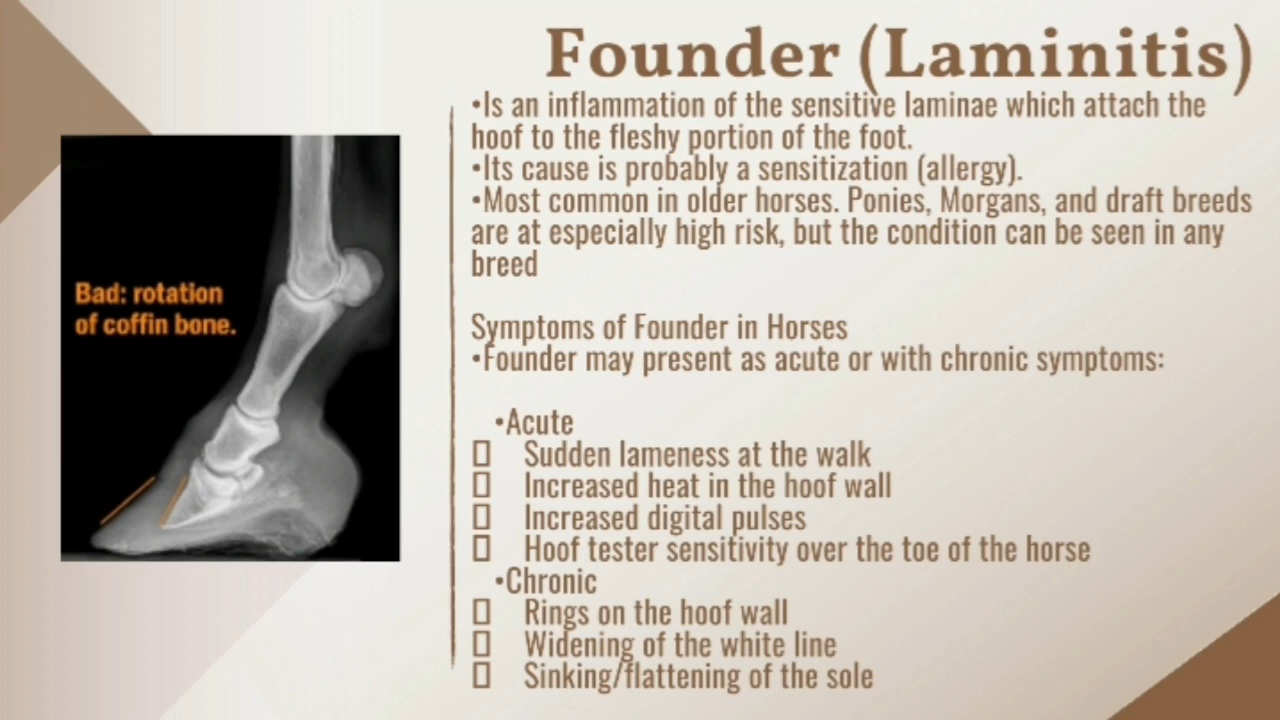 Founder (Laminitis)
•Is an inflammation of the sensitive laminae which attach the
hoof to the fleshy portion of the foot.
•Its cause is probably a sensitization (allergy).
•Most common in older horses. Ponies, Morgans, and draft breeds
are at especially high risk, but the condition can be seen in any
breed
Bad: rotation
of coffin bone.
Symptoms of Founder in Horses
•Founder may present as acute or with chronic symptoms:
•Acute
▯ Sudden lameness at the walk
▯ Increased heat in the hoof wall
▯ Increased digital pulses
▯ Hoof tester sensitivity over the toe of the horse
•Chronic
▯ Rings on the hoof wall
▯ Widening of the white line
▯ Sinking/flattening of the sole